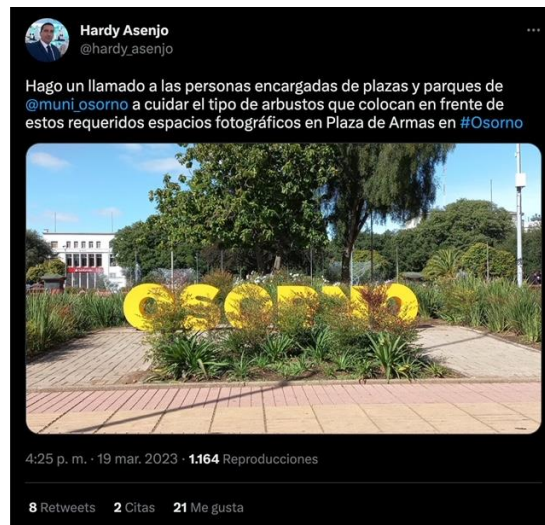 Hardy Asenjo
@hardy_asenjo
Hago un llamado a las personas encargadas de plazas y parques de
@muni_osorno a cuidar el tipo de arbustos que colocan en frente de
estos requeridos espacios fotográficos en Plaza de Armas en #Osorno
OSORNO
4:25 p. m. · 19 mar. 2023 · 1.164 Reproducciones
8 Retweets 2 Citas 21 Me gusta